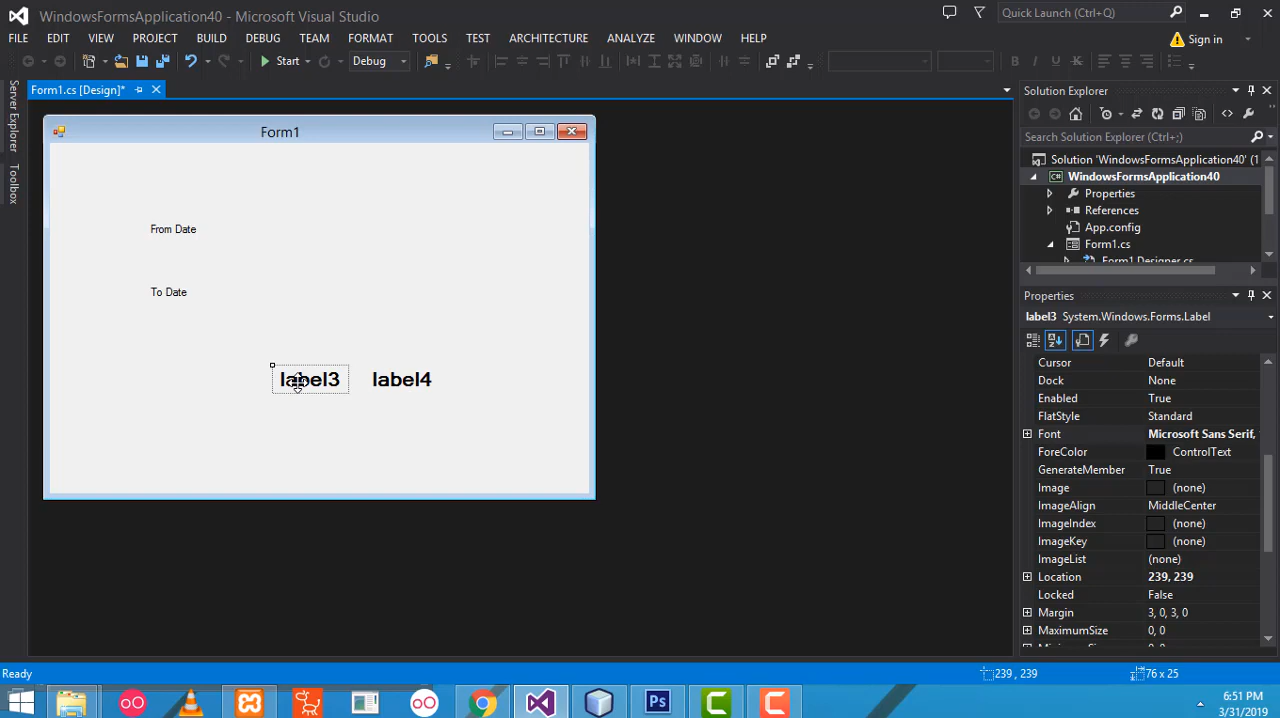 WindowsFormsApplication40 - Microsoft Visual Studio
Quick Launch (Ctrl+Q)
FILE EDIT VIEW PROJECT BUILD DEBUG TEAM FORMAT TOOLS TEST ARCHITECTURE ANALYZE WINDOW HELP
Sign in
Start
Debug
Server Explorer
Toolbox
Form1.cs [Design]*
Form1
From Date
To Date
label3
label4
Solution Explorer
Search Solution Explorer (Ctrl+;)
Solution 'WindowsFormsApplication40' (1
WindowsFormsApplication40
Properties
References
App.config
Form1.cs
Form1.Designer.cs
Properties
label3 System.Windows.Forms.Label
Cursor Default
Dock None
Enabled True
FlatStyle Standard
Font Microsoft Sans Serif,
ForeColor ControlText
GenerateMember True
Image (none)
ImageAlign MiddleCenter
ImageIndex (none)
ImageKey (none)
ImageList (none)
Location 239, 239
Locked False
Margin 3, 0, 3, 0
MaximumSize 0, 0
Ready
239 , 239
76 x 25
6:51 PM
3/31/2019